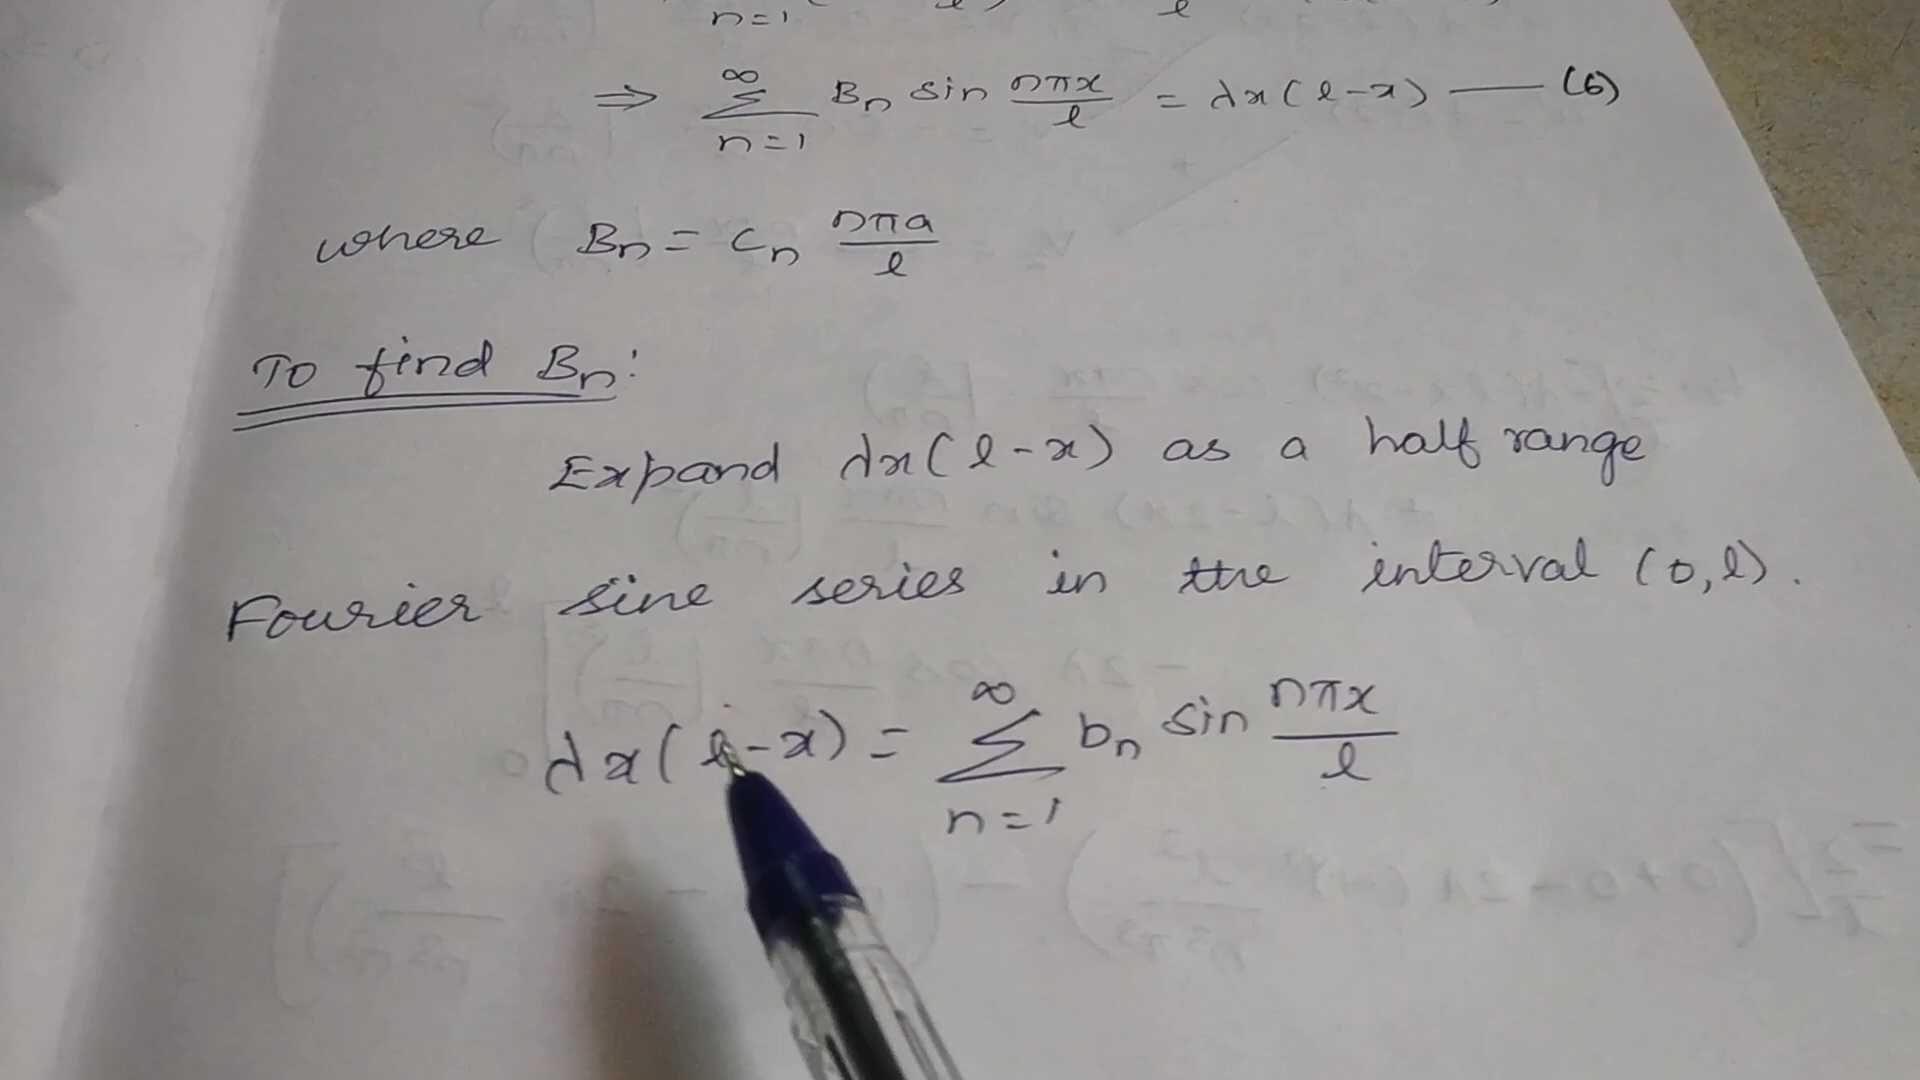 n=1 l l
⇒ ∞ Σ n=1 Bn sin nπx/l = λx(l-x) — (6)
where Bn = cn nπa/l
To find Bn:
Expand λx(l-x) as a half range
Fourier sine series in the interval (0,l).
λx(l-x) = ∞ Σ n=1 bn sin nπx/l